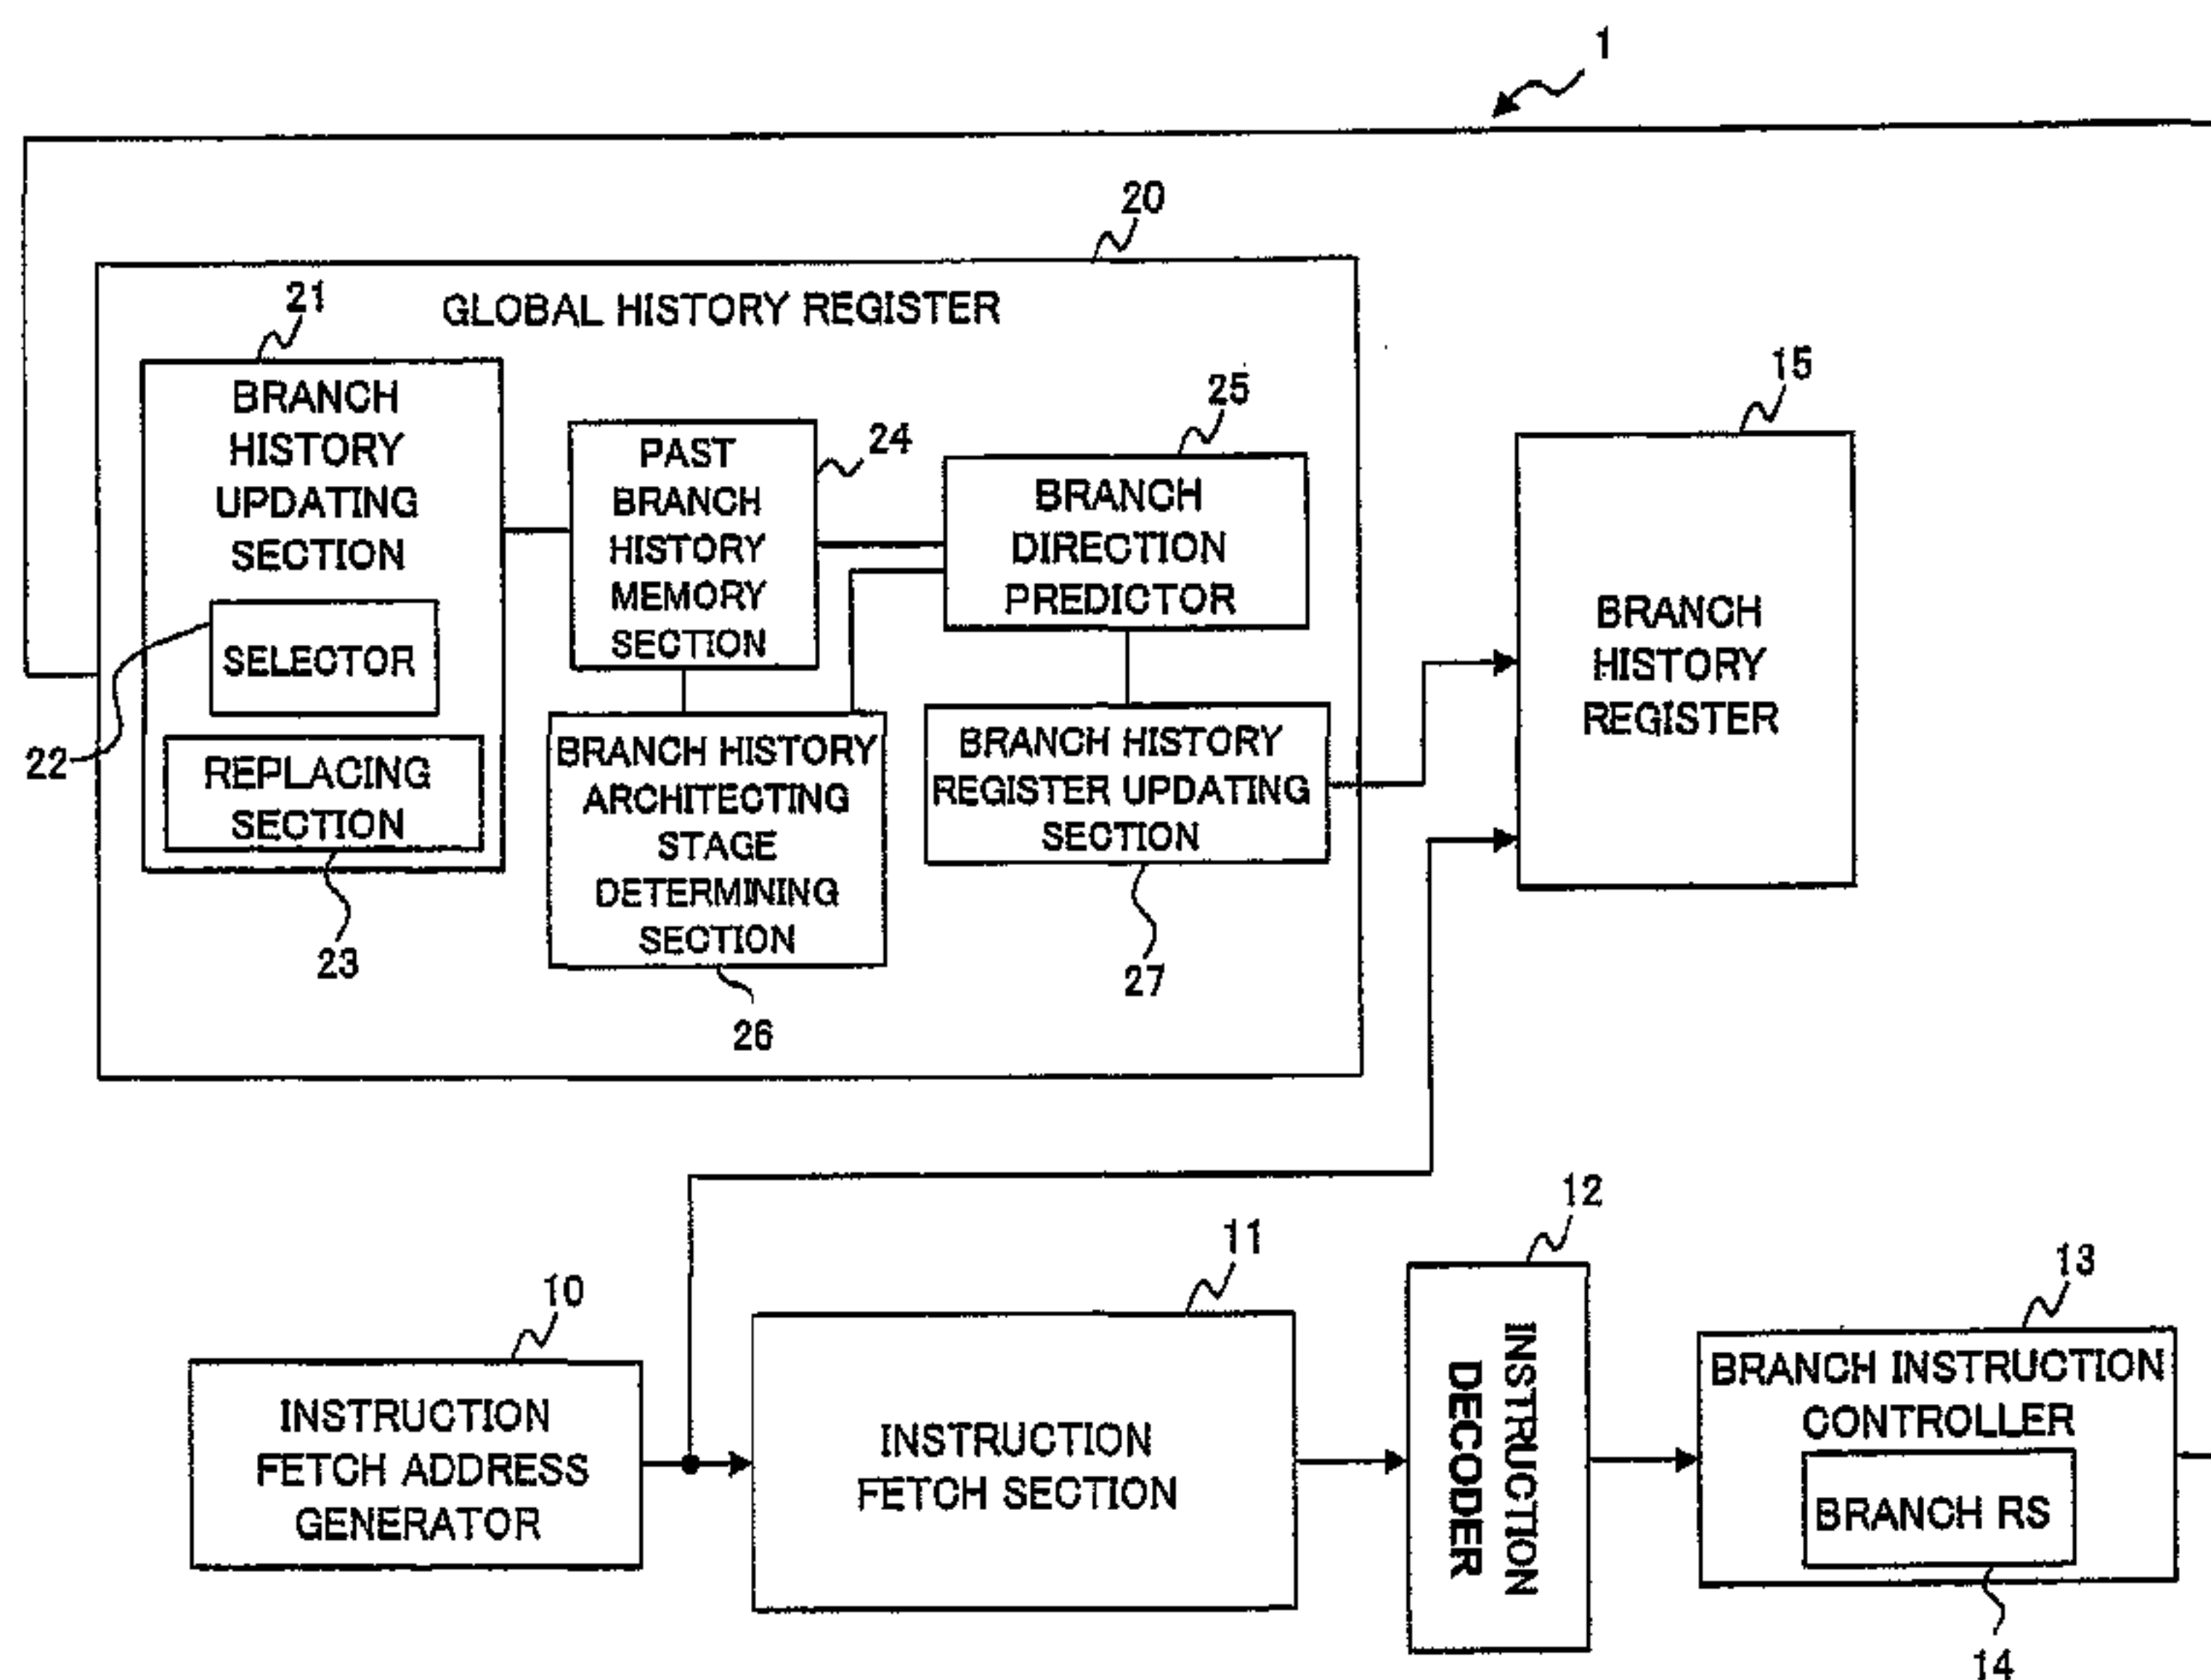 1
20
GLOBAL HISTORY REGISTER
21
BRANCH
HISTORY
UPDATING
SECTION
22
SELECTOR
REPLACING
SECTION
23
24
PAST
BRANCH
HISTORY
MEMORY
SECTION
25
BRANCH
DIRECTION
PREDICTOR
BRANCH HISTORY
ARCHITECTING
STAGE
DETERMINING
SECTION
26
BRANCH HISTORY
REGISTER UPDATING
SECTION
27
15
BRANCH
HISTORY
REGISTER
10
INSTRUCTION
FETCH ADDRESS
GENERATOR
11
INSTRUCTION
FETCH SECTION
12
INSTRUCTION
DECODER
13
BRANCH INSTRUCTION
CONTROLLER
BRANCH RS
14